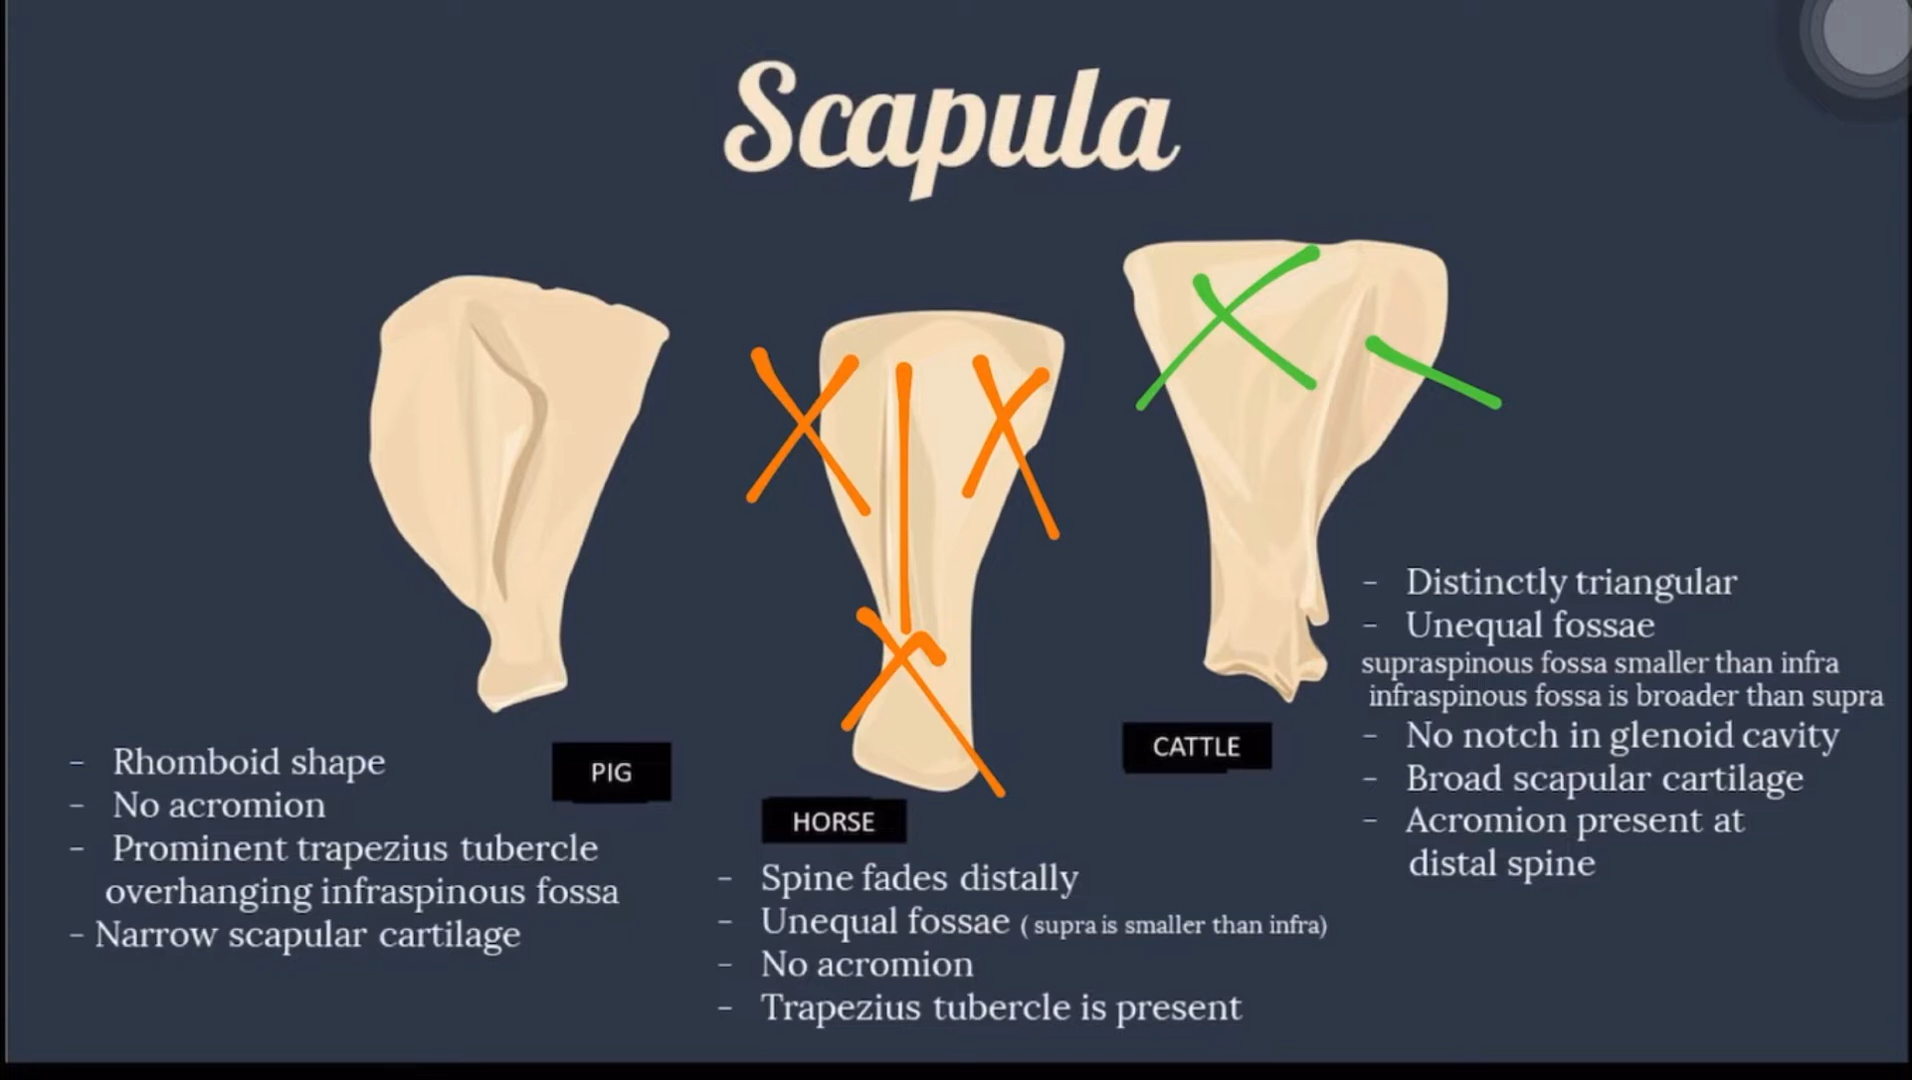 Scapula
- Rhomboid shape
- No acromion
- Prominent trapezius tubercle
overhanging infraspinous fossa
- Narrow scapular cartilage
PIG
HORSE
- Spine fades distally
- Unequal fossae ( supra is smaller than infra)
- No acromion
- Trapezius tubercle is present
CATTLE
- Distinctly triangular
- Unequal fossae
supraspinous fossa smaller than infra
infraspinous fossa is broader than supra
- No notch in glenoid cavity
- Broad scapular cartilage
- Acromion present at
distal spine